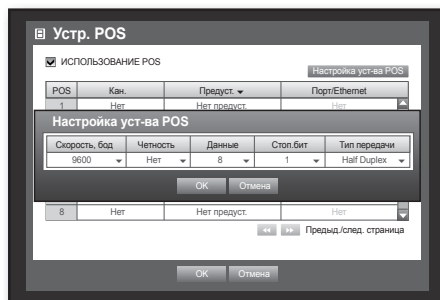 Устр. POS
ИСПОЛЬЗОВАНИЕ POS
Настройка уст-ва POS
POS Кан. Предуст. Порт/Ethernet
1 Нет Нет предуст. Нет
Настройка уст-ва POS
Скорость, бод Четность Данные Стоп.бит Тип передачи
9600 Нет 8 1 Half Duplex
OK Отмена
8 Нет Нет предуст. Нет
Предыд./след. страница
OK Отмена